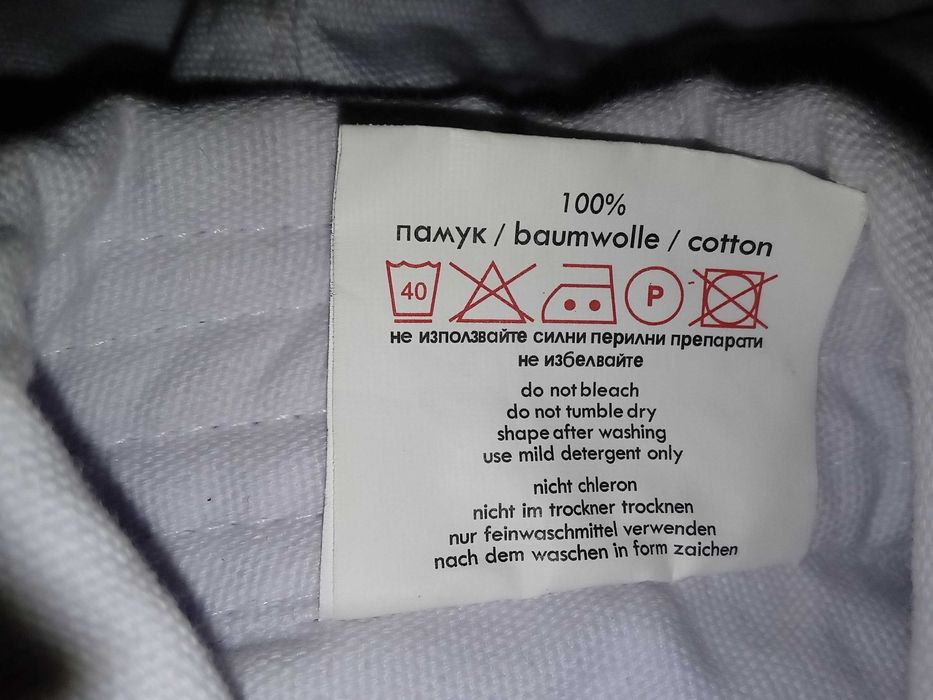 100%
памук / baumwolle / cotton
40 P
не използвайте силни перилни препарати
не избелвайте
do not bleach
do not tumble dry
shape after washing
use mild detergent only
nicht chleron
nicht im trockner trocknen
nur feinwaschmittel verwenden
nach dem waschen in form zaichen